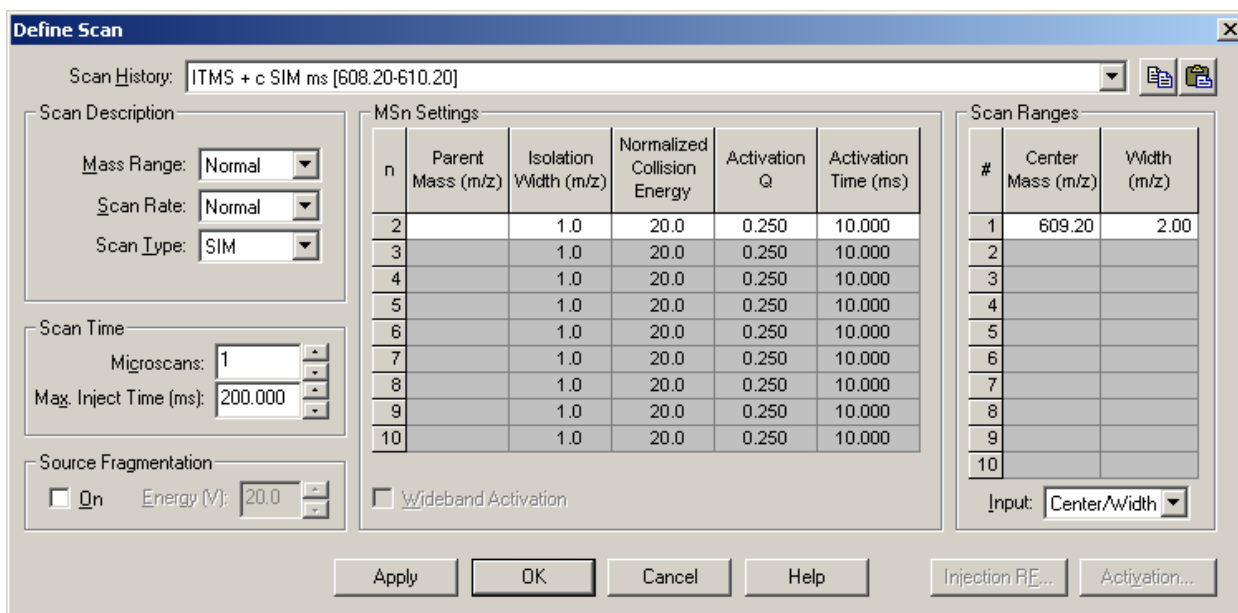 Define Scan
Scan History: ITMS + c SIM ms [608.20-610.20]
Scan Description
Mass Range: Normal
Scan Rate: Normal
Scan Type: SIM
Scan Time
Microscans: 1
Max. Inject Time (ms): 200.000
Source Fragmentation
On Energy (V): 20.0
MSn Settings
n Parent Mass (m/z) Isolation Width (m/z) Normalized Collision Energy Activation Q Activation Time (ms)
2 1.0 20.0 0.250 10.000
3 1.0 20.0 0.250 10.000
4 1.0 20.0 0.250 10.000
5 1.0 20.0 0.250 10.000
6 1.0 20.0 0.250 10.000
7 1.0 20.0 0.250 10.000
8 1.0 20.0 0.250 10.000
9 1.0 20.0 0.250 10.000
10 1.0 20.0 0.250 10.000
Wideband Activation
Scan Ranges
# Center Mass (m/z) Width (m/z)
1 609.20 2.00
2
3
4
5
6
7
8
9
10
Input: Center/Width
Apply OK Cancel Help Injection RF... Activation...